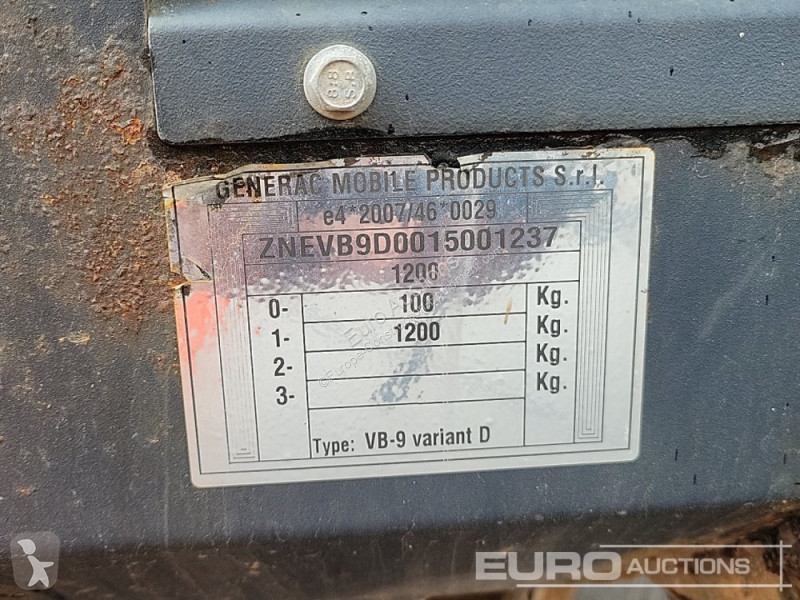 8.8
S.B
GENERAC MOBILE PRODUCTS S.r.l.
e4*2007/46*0029
ZNEVB9D0015001237
1200
0- 100 Kg.
1- 1200 Kg.
2- Kg.
3- Kg.
Type: VB-9 variant D
EURO AUCTIONS